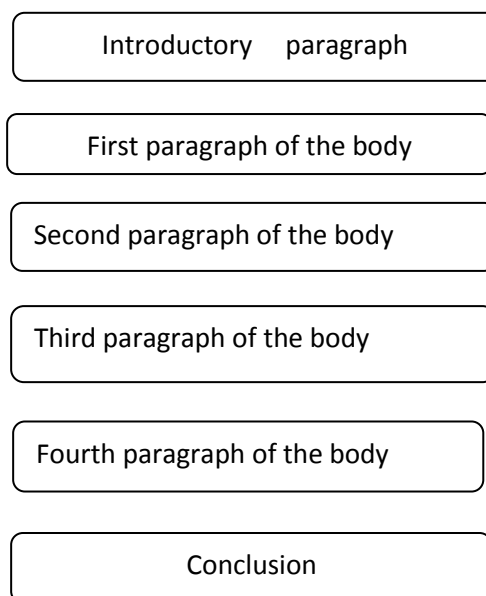 Introductory paragraph
First paragraph of the body
Second paragraph of the body
Third paragraph of the body
Fourth paragraph of the body
Conclusion